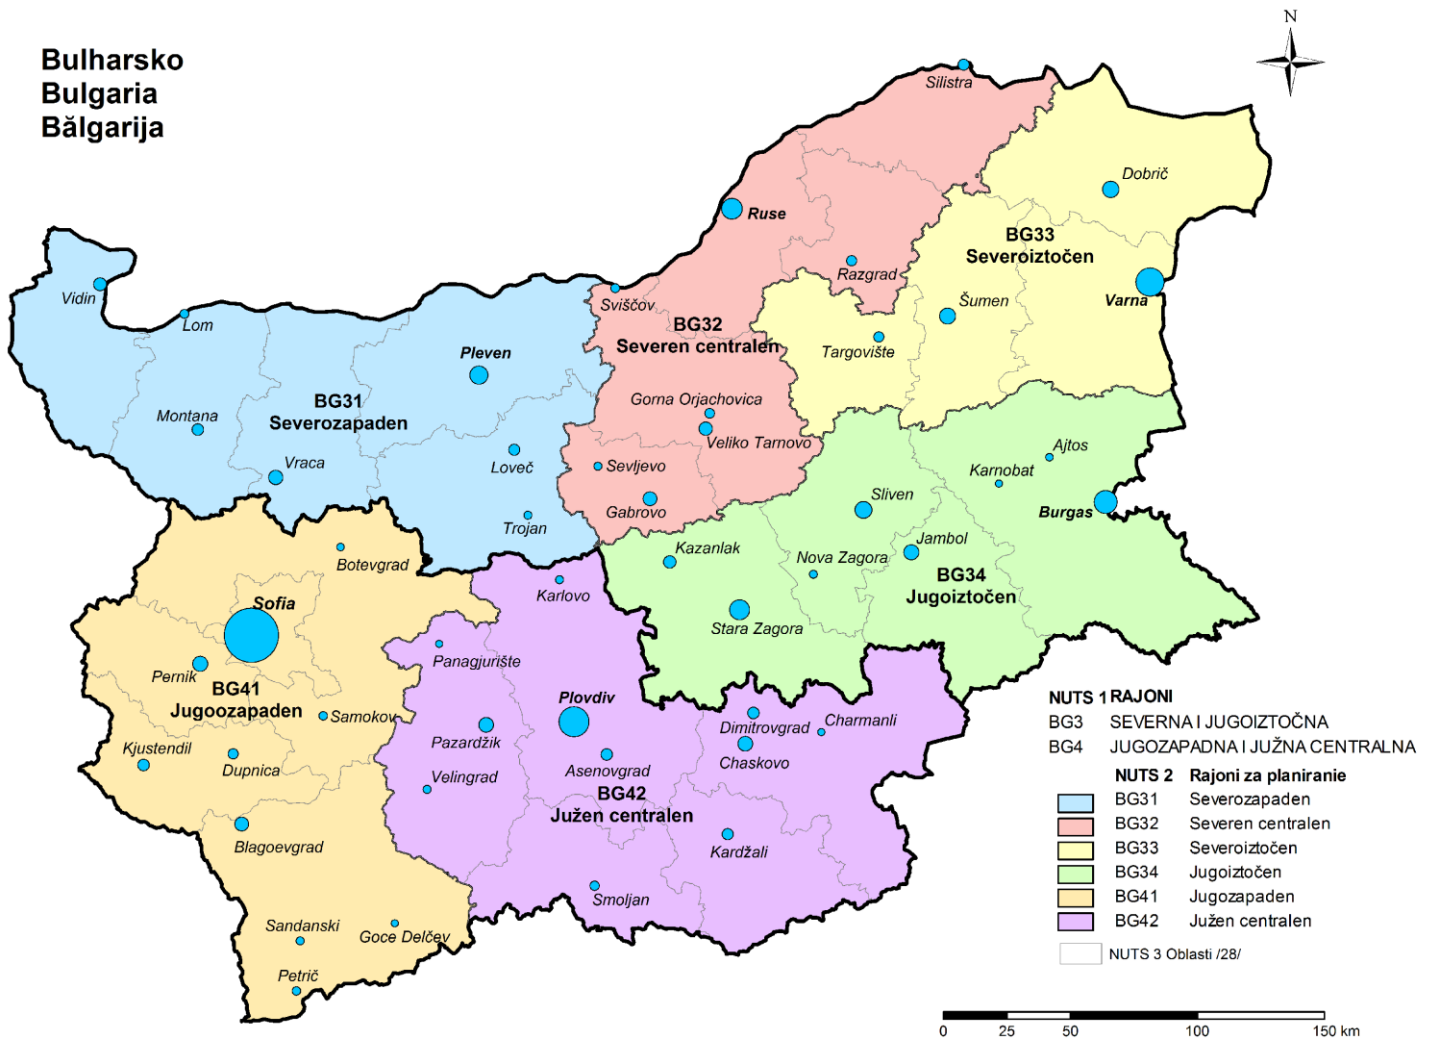 Bulharsko
Bulgaria
Bălgarija
N
Silistra
Dobrič
Ruse
BG33
Severoiztočen
Razgrad
Vidin
Varna
Šumen
Sviščov
Lom
BG32
Severen centralen
Targovište
Pleven
BG31
Severozapaden
Gorna Orjachovica
Montana
Veliko Tarnovo
Ajtos
Vraca
Loveč
Sevljevo
Karnobat
Sliven
Gabrovo
Burgas
Trojan
Jambol
Kazanlak
Nova Zagora
Botevgrad
BG34
Jugoiztočen
Karlovo
Sofia
Stara Zagora
Panagjurište
Pernik
BG41
Jugoozapaden
Plovdiv
Samokov
Dimitrovgrad
Charmanli
Pazardžik
Kjustendil
Chaskovo
Dupnica
Asenovgrad
Velingrad
BG42
Južen centralen
Blagoevgrad
Kardžali
Smoljan
Sandanski
Goce Delčev
Petrič
NUTS 1 RAJONI
BG3 SEVERNA I JUGOIZTOČNA
BG4 JUGOZAPADNA I JUŽNA CENTRALNA
NUTS 2 Rajoni za planiranie
BG31 Severozapaden
BG32 Severen centralen
BG33 Severoiztočen
BG34 Jugoiztočen
BG41 Jugozapaden
BG42 Južen centralen
NUTS 3 Oblasti /28/
0 25 50 100 150 km